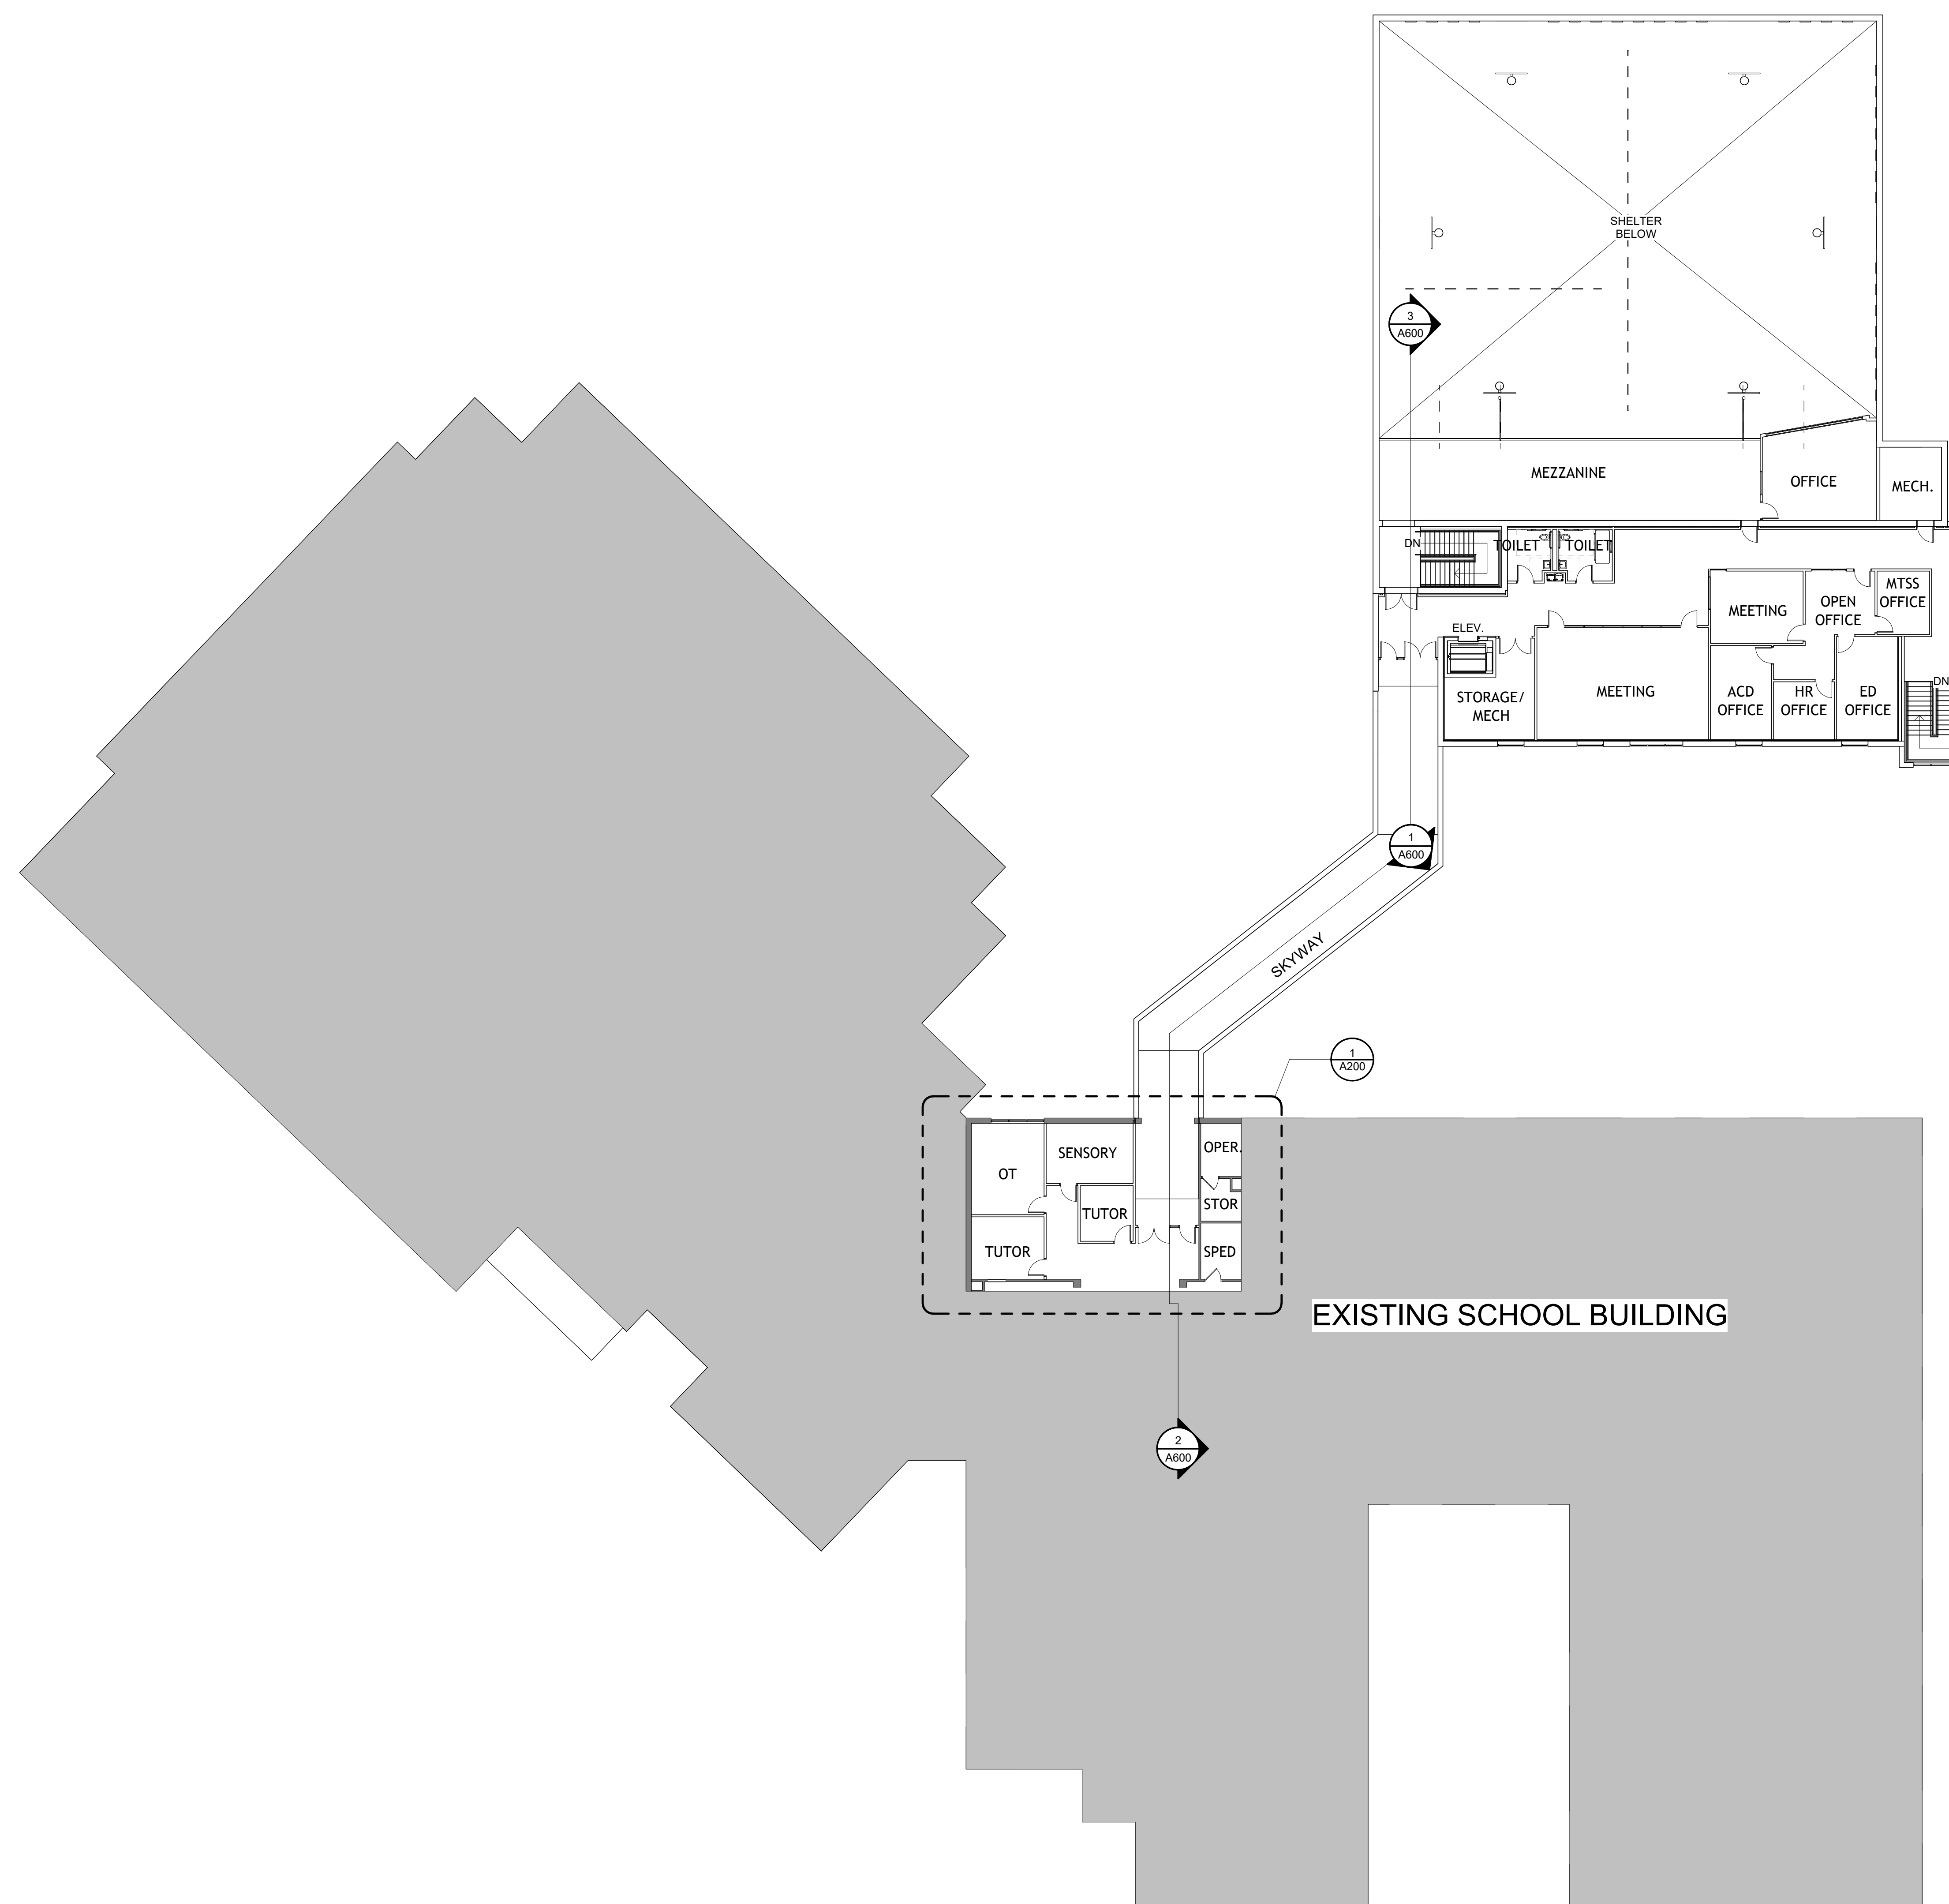 SHELTER
BELOW
3
A600
MEZZANINE
OFFICE
MECH.
DN
TOILET
TOILET
MEETING
OPEN
OFFICE
MTSS
OFFICE
ELEV.
STORAGE/
MECH
MEETING
ACD
OFFICE
HR
OFFICE
ED
OFFICE
DN
1
A600
SKYWAY
1
A200
OT
SENSORY
OPER.
TUTOR
STOR
TUTOR
SPED
EXISTING SCHOOL BUILDING
2
A600